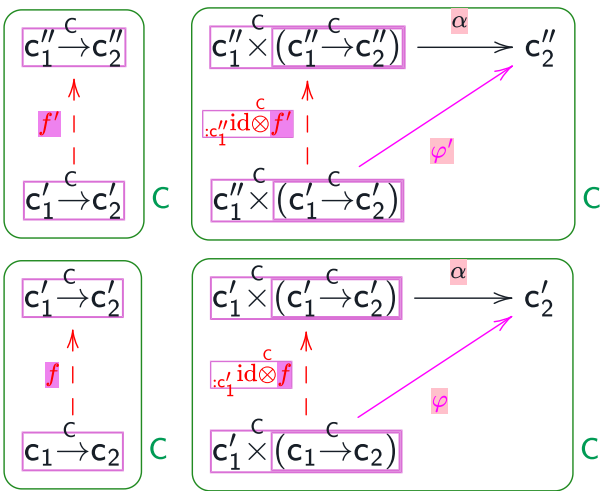 c₁″ →ᶜ c₂″
c₁″ ×ᶜ (c₁″ →ᶜ c₂″) α c₂″
f′ :c₁″ id ⊗ᶜ f′ φ′
c₁′ →ᶜ c₂′ C c₁″ ×ᶜ (c₁′ →ᶜ c₂′) C
c₁′ →ᶜ c₂′
c₁′ ×ᶜ (c₁′ →ᶜ c₂′) α c₂′
f :c₁′ id ⊗ᶜ f φ
c₁ →ᶜ c₂ C c₁′ ×ᶜ (c₁ →ᶜ c₂) C